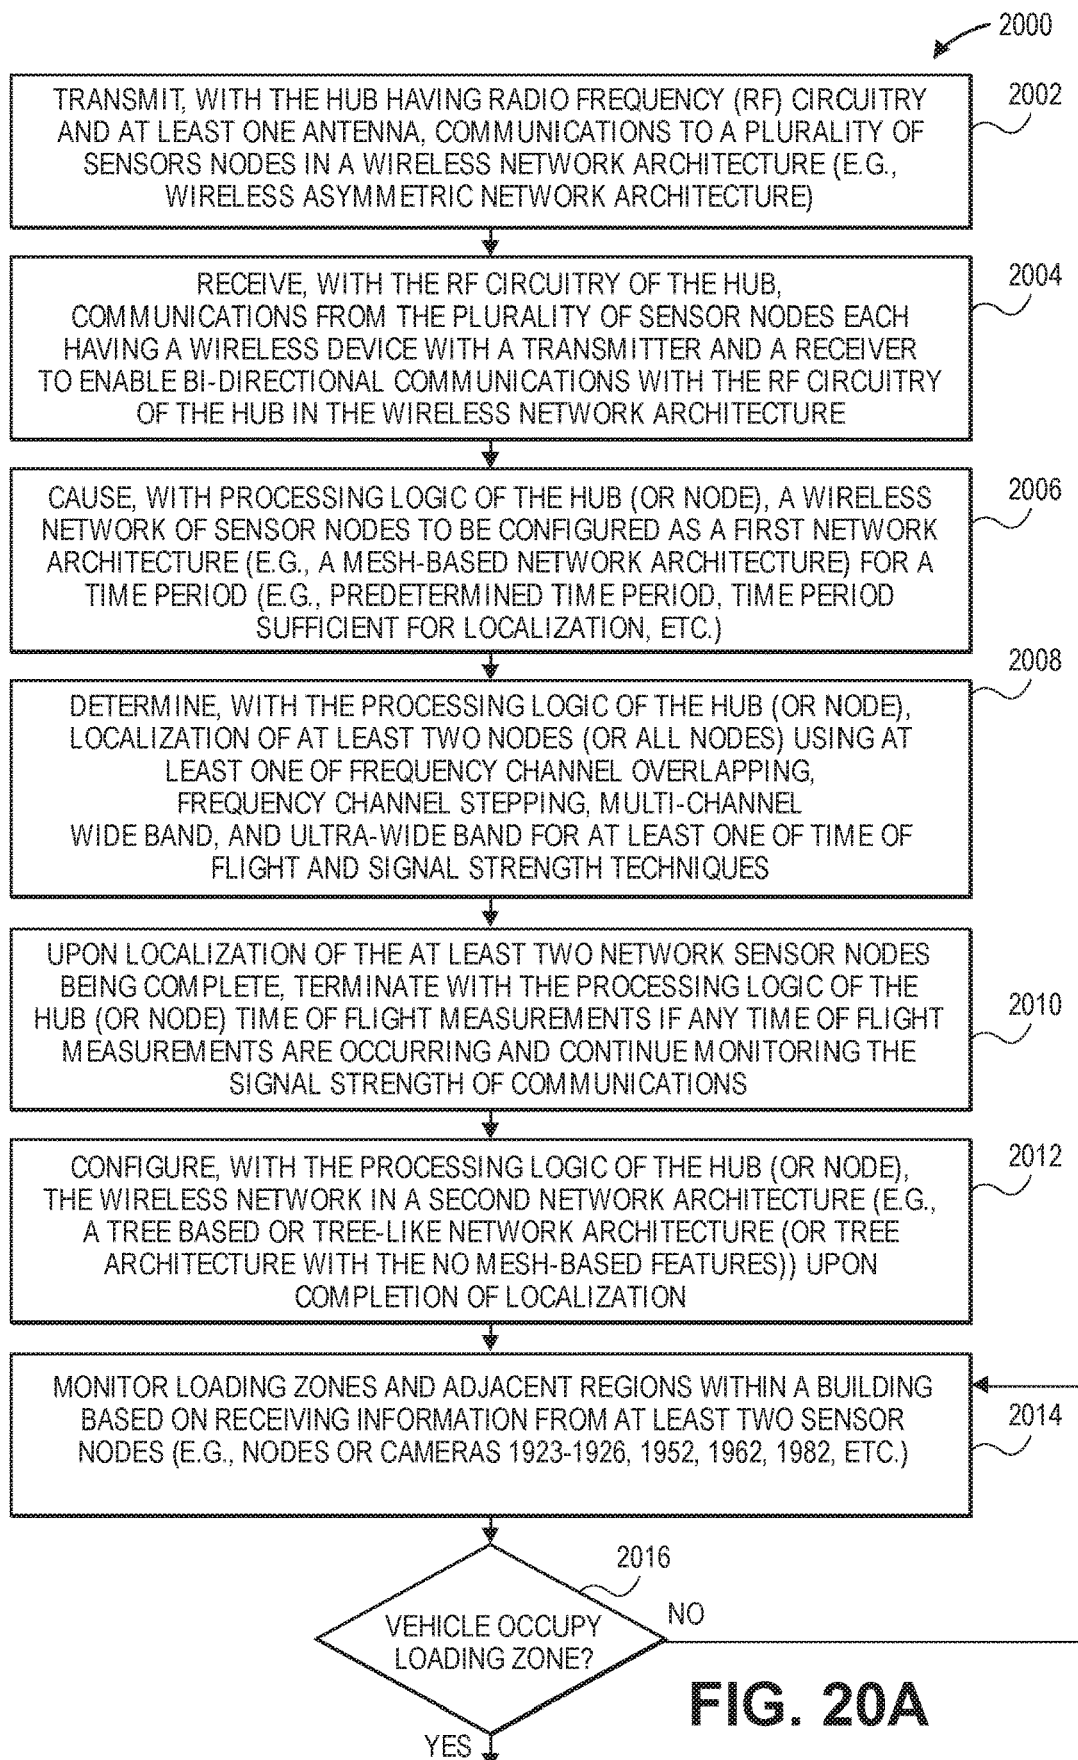 2000
TRANSMIT, WITH THE HUB HAVING RADIO FREQUENCY (RF) CIRCUITRY
AND AT LEAST ONE ANTENNA, COMMUNICATIONS TO A PLURALITY OF
SENSORS NODES IN A WIRELESS NETWORK ARCHITECTURE (E.G.,
WIRELESS ASYMMETRIC NETWORK ARCHITECTURE)
2002
RECEIVE, WITH THE RF CIRCUITRY OF THE HUB,
COMMUNICATIONS FROM THE PLURALITY OF SENSOR NODES EACH
HAVING A WIRELESS DEVICE WITH A TRANSMITTER AND A RECEIVER
TO ENABLE BI-DIRECTIONAL COMMUNICATIONS WITH THE RF CIRCUITRY
OF THE HUB IN THE WIRELESS NETWORK ARCHITECTURE
2004
CAUSE, WITH PROCESSING LOGIC OF THE HUB (OR NODE), A WIRELESS
NETWORK OF SENSOR NODES TO BE CONFIGURED AS A FIRST NETWORK
ARCHITECTURE (E.G., A MESH-BASED NETWORK ARCHITECTURE) FOR A
TIME PERIOD (E.G., PREDETERMINED TIME PERIOD, TIME PERIOD
SUFFICIENT FOR LOCALIZATION, ETC.)
2006
DETERMINE, WITH THE PROCESSING LOGIC OF THE HUB (OR NODE),
LOCALIZATION OF AT LEAST TWO NODES (OR ALL NODES) USING AT
LEAST ONE OF FREQUENCY CHANNEL OVERLAPPING,
FREQUENCY CHANNEL STEPPING, MULTI-CHANNEL
WIDE BAND, AND ULTRA-WIDE BAND FOR AT LEAST ONE OF TIME OF
FLIGHT AND SIGNAL STRENGTH TECHNIQUES
2008
UPON LOCALIZATION OF THE AT LEAST TWO NETWORK SENSOR NODES
BEING COMPLETE, TERMINATE WITH THE PROCESSING LOGIC OF THE
HUB (OR NODE) TIME OF FLIGHT MEASUREMENTS IF ANY TIME OF FLIGHT
MEASUREMENTS ARE OCCURRING AND CONTINUE MONITORING THE
SIGNAL STRENGTH OF COMMUNICATIONS
2010
CONFIGURE, WITH THE PROCESSING LOGIC OF THE HUB (OR NODE),
THE WIRELESS NETWORK IN A SECOND NETWORK ARCHITECTURE (E.G.,
A TREE BASED OR TREE-LIKE NETWORK ARCHITECTURE (OR TREE
ARCHITECTURE WITH THE NO MESH-BASED FEATURES)) UPON
COMPLETION OF LOCALIZATION
2012
MONITOR LOADING ZONES AND ADJACENT REGIONS WITHIN A BUILDING
BASED ON RECEIVING INFORMATION FROM AT LEAST TWO SENSOR
NODES (E.G., NODES OR CAMERAS 1923-1926, 1952, 1962, 1982, ETC.)
2014
2016
VEHICLE OCCUPY
LOADING ZONE?
NO
YES
FIG. 20A